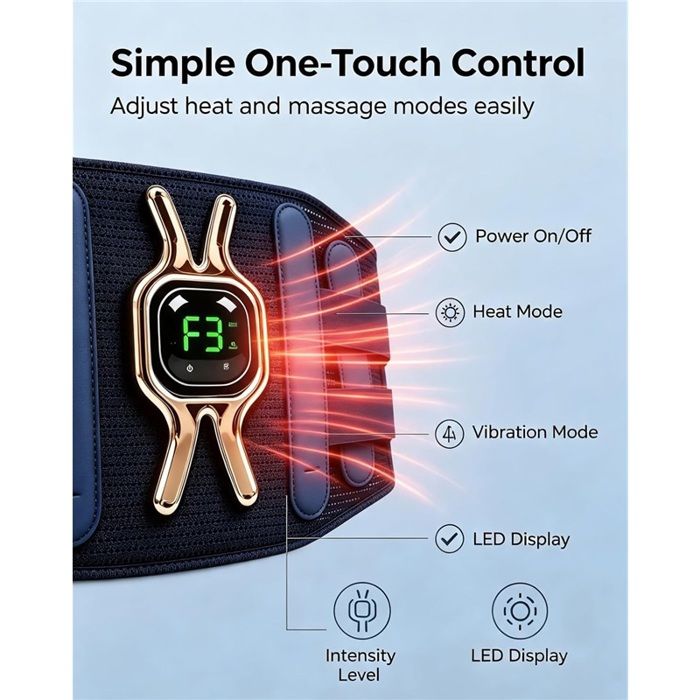 Simple One-Touch Control
Adjust heat and massage modes easily
Power On/Off
Heat Mode
F3
Vibration Mode
LED Display
Intensity
Level
LED Display